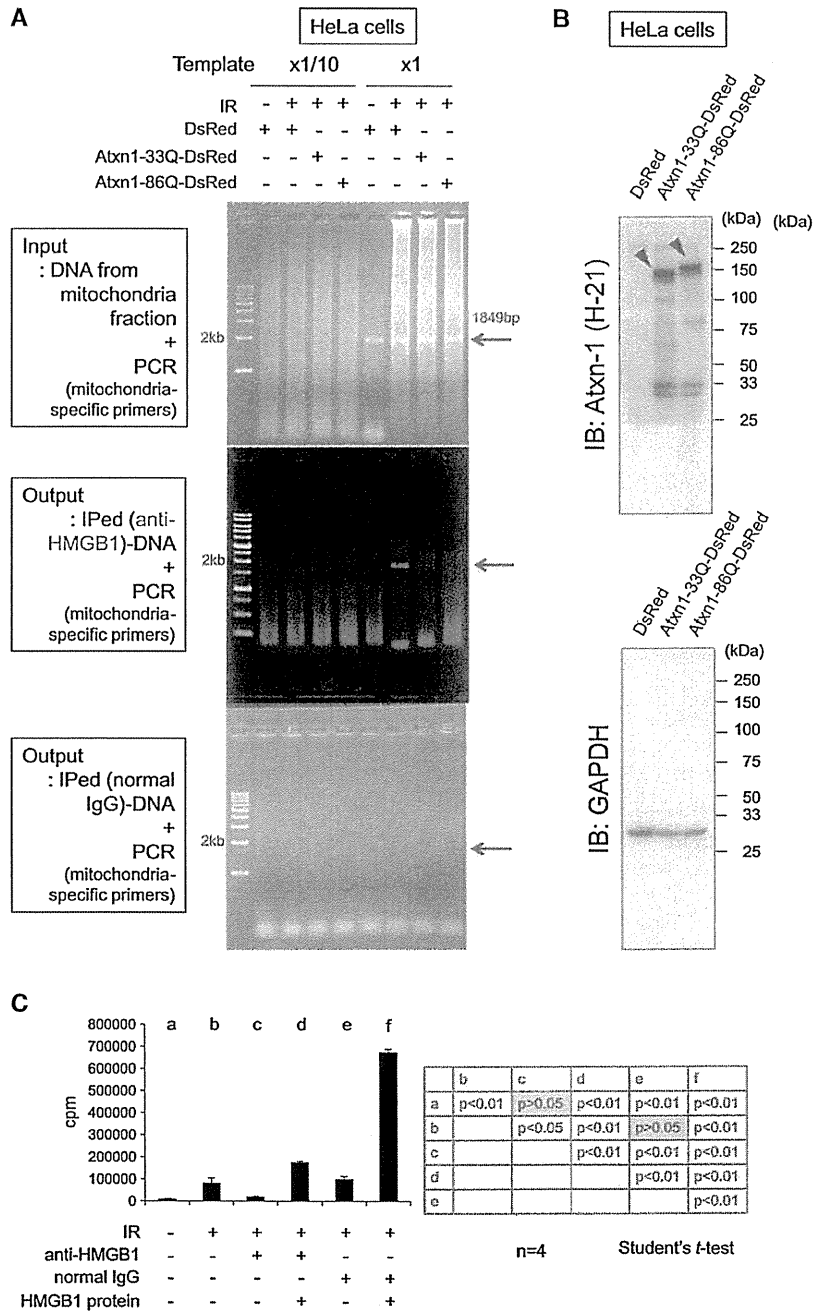 A
HeLa cells
Template x1/10 x1
IR - + + + - + + +
DsRed + + - - + + - -
Atxn1-33Q-DsRed - - + - - - + -
Atxn1-86Q-DsRed - - - + - - - +
Input
: DNA from
mitochondria
fraction
+
PCR
(mitochondria-
specific primers)
2kb
1849bp
Output
: IPed (anti-
HMGB1)-DNA
+
PCR
(mitochondria-
specific primers)
2kb
Output
: IPed (normal
IgG)-DNA
+
PCR
(mitochondria-
specific primers)
2kb
B
HeLa cells
DsRed
Atxn1-33Q-DsRed
Atxn1-86Q-DsRed
(kDa) (kDa)
250
150
100
75
50
33
25
IB: Atxn-1 (H-21)
DsRed
Atxn1-33Q-DsRed
Atxn1-86Q-DsRed
(kDa)
250
150
100
75
50
33
25
IB: GAPDH
C
800000
700000
600000
500000
400000
300000
200000
100000
0
cpm
a b c d e f
IR - + + + + +
anti-HMGB1 - - + + - -
normal IgG - - - - + +
HMGB1 protein - - - + - +
b c d e f
a p<0.01 p>0.05 p<0.01 p<0.01 p<0.01
b p<0.05 p<0.01 p>0.05 p<0.01
c p<0.01 p<0.01 p<0.01
d p<0.01 p<0.01
e p<0.01
n=4 Student's t-test